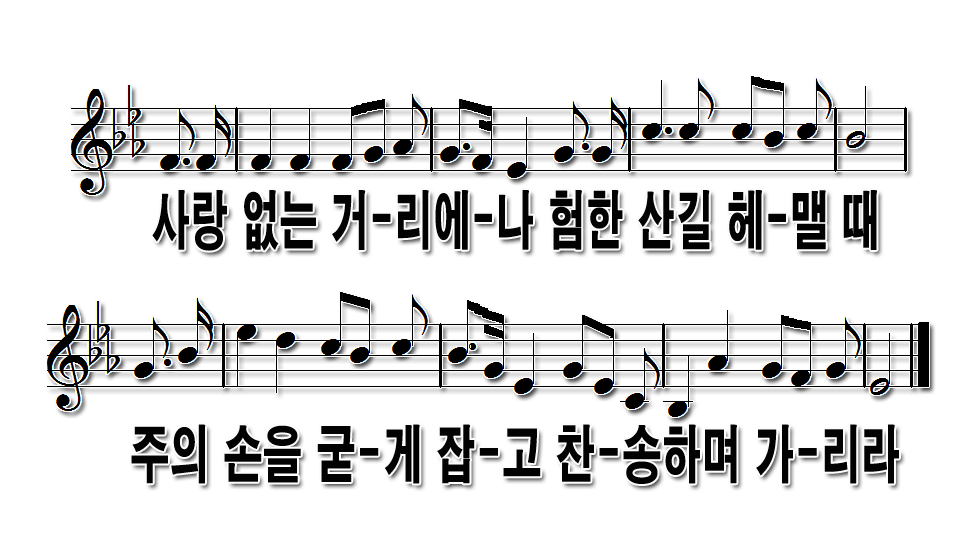 사랑 없는 거-리에-나 험한 산길 헤-맬 때
주의 손을 굳-게 잡-고 찬-송하며 가-리라